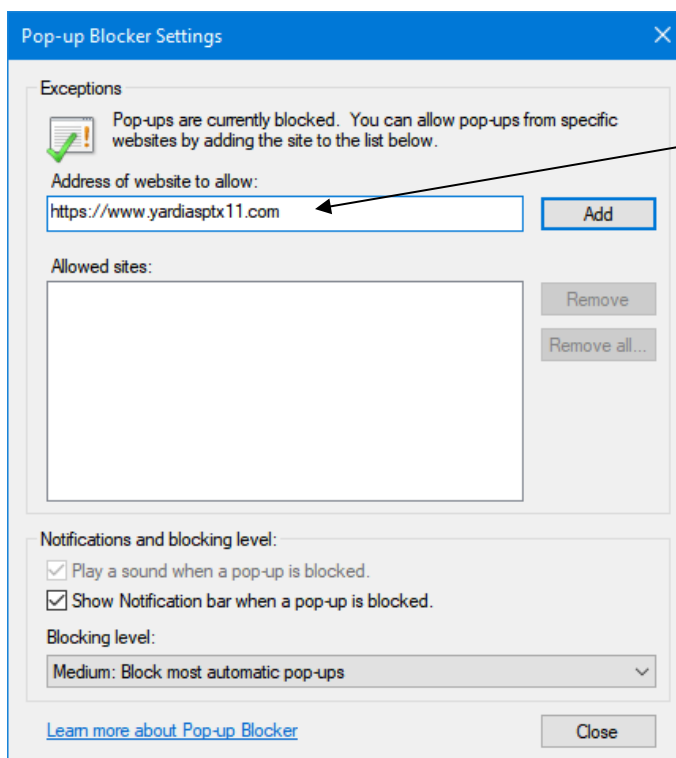 Pop-up Blocker Settings
Exceptions
Pop-ups are currently blocked. You can allow pop-ups from specific
websites by adding the site to the list below.
Address of website to allow:
https://www.yardiasptx11.com
Add
Allowed sites:
Remove
Remove all...
Notifications and blocking level:
Play a sound when a pop-up is blocked.
Show Notification bar when a pop-up is blocked.
Blocking level:
Medium: Block most automatic pop-ups
Learn more about Pop-up Blocker
Close